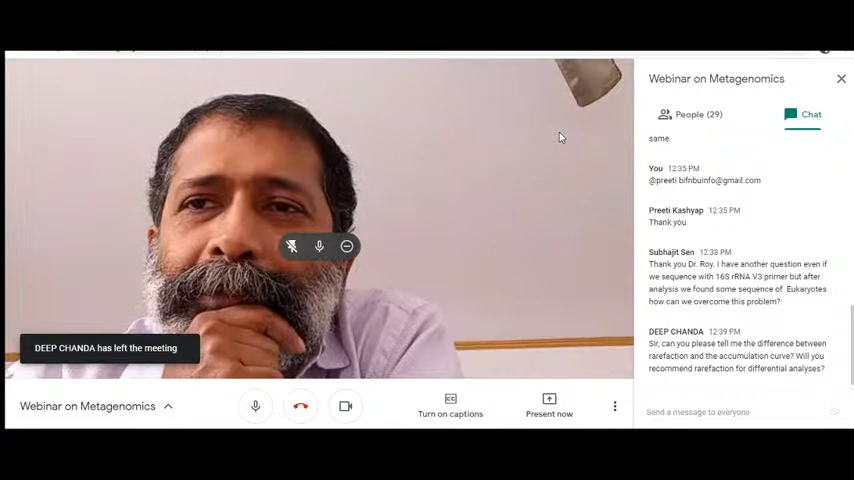 Webinar on Metagenomics
People (29)
Chat
same.
You 12:35 PM
@preeti bifnbuinfo@gmail.com
Preeti Kashyap 12:35 PM
Thank you
Subhajit Sen 12:38 PM
Thank you Dr. Roy. I have another question even if
we sequence with 16S rRNA V3 primer but after
analysis we found some sequence of Eukaryotes
how can we overcome this problem?
DEEP CHANDA 12:39 PM
Sir, can you please tell me the difference between
rarefaction and the accumulation curve? Will you
recommend rarefaction for differential analyses?
Send a message to everyone
DEEP CHANDA has left the meeting
Webinar on Metagenomics
CC
Turn on captions
Present now